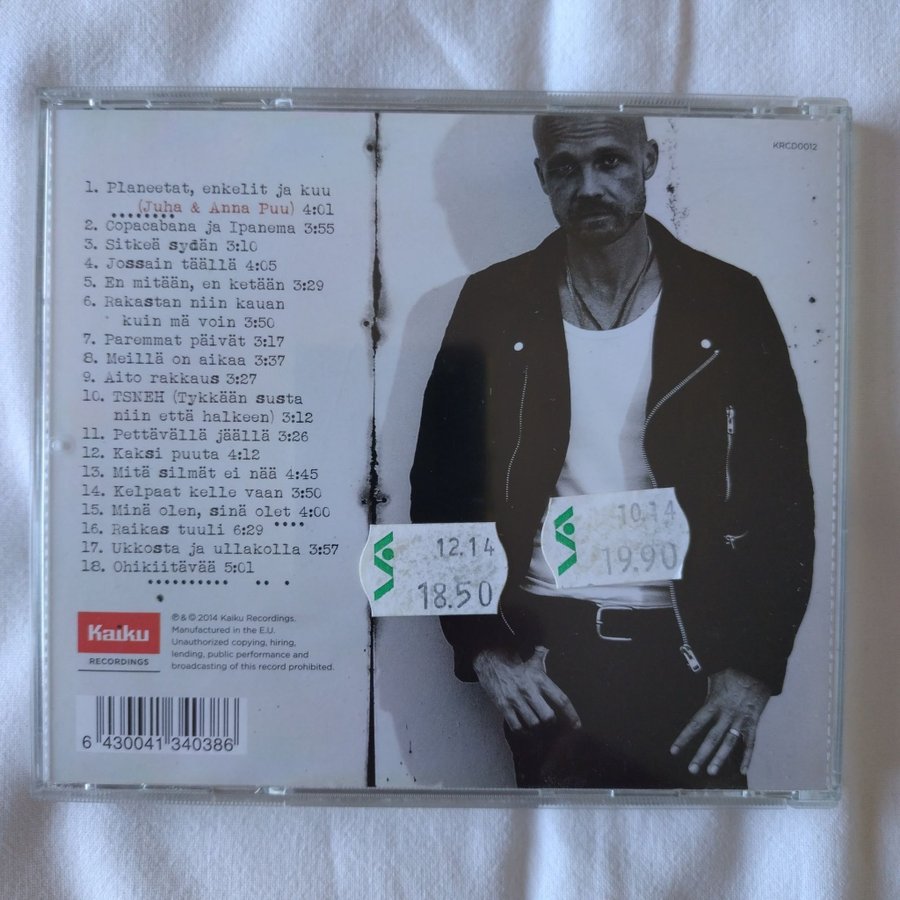 KRCD0012
1. Planeetat, enkelit ja kuu
(Juha & Anna Puu) 4:01
2. Copacabana ja Ipanema 3:55
3. Sitkeä sydän 3:10
4. Jossain täällä 4:05
5. En mitään, en ketään 3:29
6. Rakastan niin kauan
kuin mä voin 3:50
7. Paremmat päivät 3:17
8. Meillä on aikaa 3:37
9. Aito rakkaus 3:27
10. TSNEH (Tykkään susta
niin että halkeen) 3:12
11. Pettävällä jäällä 3:26
12. Kaksi puuta 4:12
13. Mitä silmät ei nää 4:45
14. Kelpaat kelle vaan 3:50
15. Minä olen, sinä olet 4:00
16. Raikas tuuli 6:29
17. Ukkosta ja ullakolla 3:57
18. Ohikiitävää 5:01
12.14
18.50
10.14
19.90
Kaiku
RECORDINGS
℗ & © 2014 Kaiku Recordings.
Manufactured in the E.U.
Unauthorized copying, hiring,
lending, public performance and
broadcasting of this record prohibited.
6 430041 340386